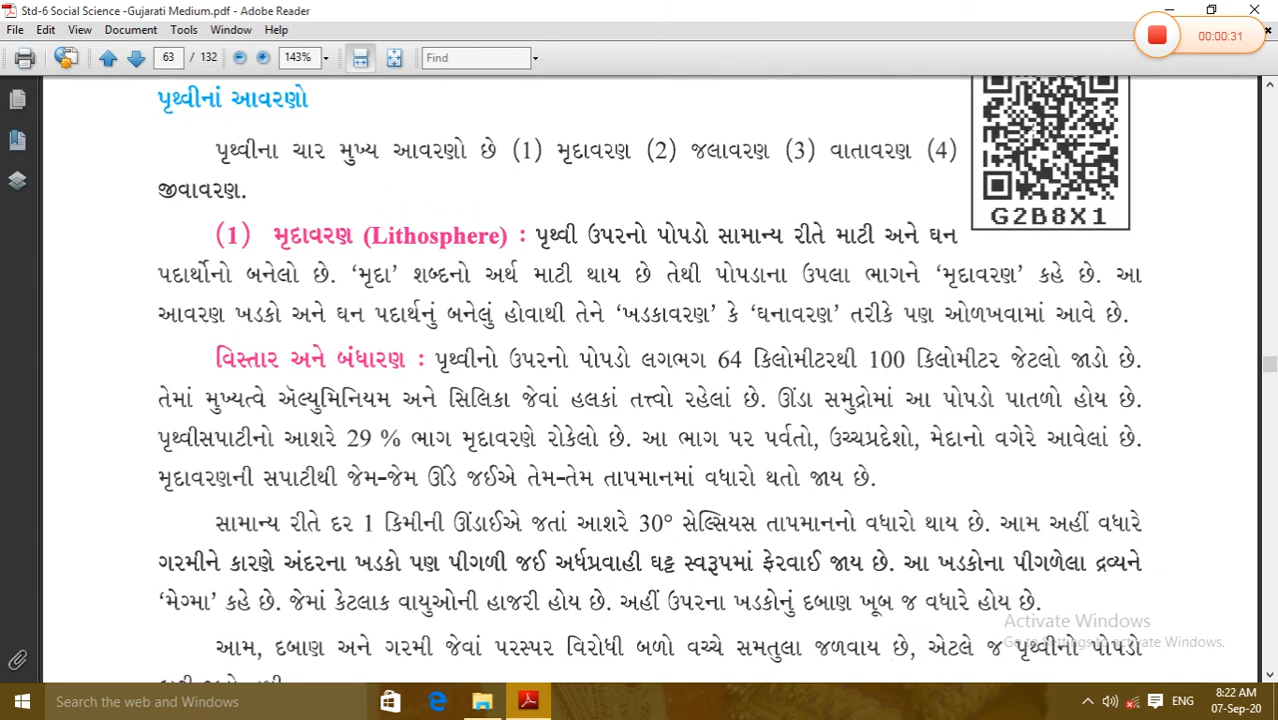 Std-6 Social Science -Gujarati Medium.pdf - Adobe Reader
File Edit View Document Tools Window Help
00:00:31
63 / 132 143% Find
પૃથ્વીનાં આવરણો
પૃથ્વીના ચાર મુખ્ય આવરણો છે (1) મૃદાવરણ (2) જલાવરણ (3) વાતાવરણ (4)
જીવાવરણ.
G2B8X1
(1) મૃદાવરણ (Lithosphere) : પૃથ્વી ઉપરનો પોપડો સામાન્ય રીતે માટી અને ઘન
પદાર્થોનો બનેલો છે. ‘મૃદા’ શબ્દનો અર્થ માટી થાય છે તેથી પોપડાના ઉપલા ભાગને ‘મૃદાવરણ’ કહે છે. આ
આવરણ ખડકો અને ઘન પદાર્થનું બનેલું હોવાથી તેને ‘ખડકાવરણ’ કે ‘ઘનાવરણ’ તરીકે પણ ઓળખવામાં આવે છે.
વિસ્તાર અને બંધારણ : પૃથ્વીનો ઉપરનો પોપડો લગભગ 64 કિલોમીટરથી 100 કિલોમીટર જેટલો જાડો છે.
તેમાં મુખ્યત્વે ઍલ્યુમિનિયમ અને સિલિકા જેવાં હલકાં તત્ત્વો રહેલાં છે. ઊંડા સમુદ્રોમાં આ પોપડો પાતળો હોય છે.
પૃથ્વીસપાટીનો આશરે 29 % ભાગ મૃદાવરણે રોકેલો છે. આ ભાગ પર પર્વતો, ઉચ્ચપ્રદેશો, મેદાનો વગેરે આવેલાં છે.
મૃદાવરણની સપાટીથી જેમ-જેમ ઊંડે જઈએ તેમ-તેમ તાપમાનમાં વધારો થતો જાય છે.
સામાન્ય રીતે દર 1 કિમીની ઊંડાઈએ જતાં આશરે 30° સેલ્સિયસ તાપમાનનો વધારો થાય છે. આમ અહીં વધારે
ગરમીને કારણે અંદરના ખડકો પણ પીગળી જઈ અર્ધપ્રવાહી ઘટ્ટ સ્વરૂપમાં ફેરવાઈ જાય છે. આ ખડકોના પીગળેલા દ્રવ્યને
‘મેગ્મા’ કહે છે. જેમાં કેટલાક વાયુઓની હાજરી હોય છે. અહીં ઉપરના ખડકોનું દબાણ ખૂબ જ વધારે હોય છે.
Activate Windows
Go to Settings to activate Windows.
આમ, દબાણ અને ગરમી જેવાં પરસ્પર વિરોધી બળો વચ્ચે સમતુલા જળવાય છે, એટલે જ પૃથ્વીનો પોપડો
Search the web and Windows
ENG
8:22 AM
07-Sep-20